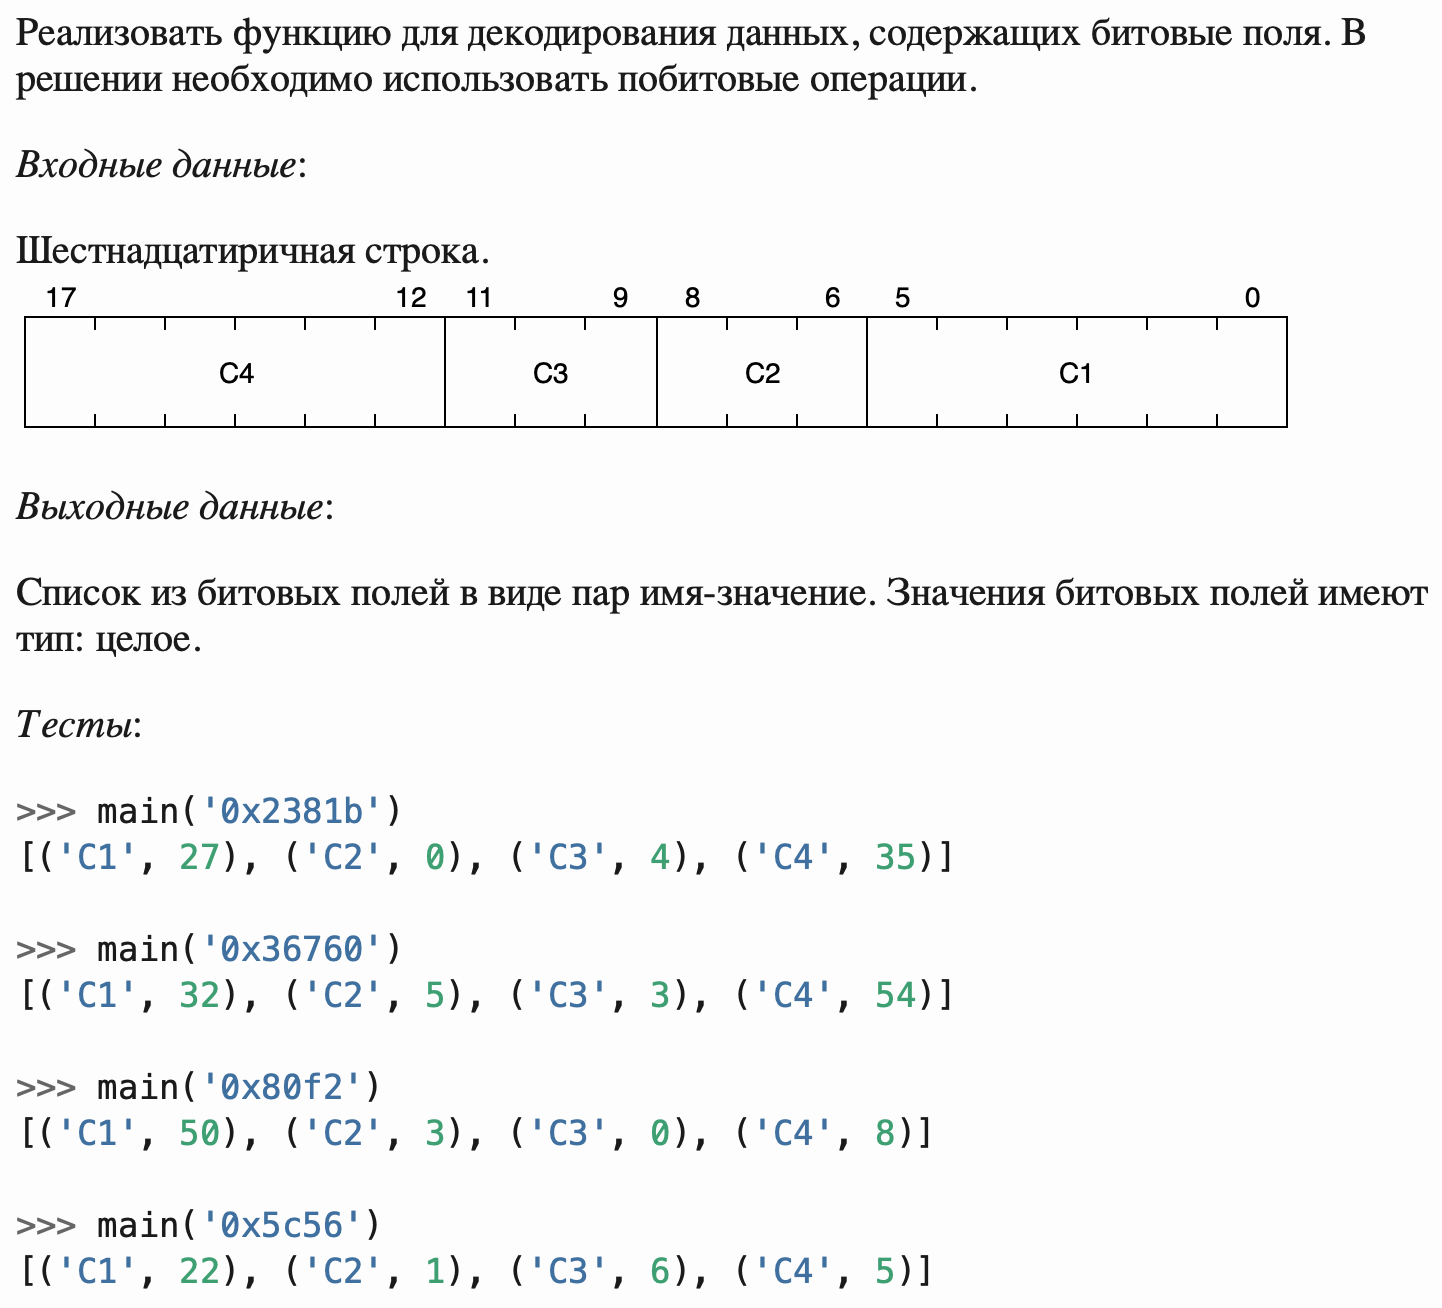 Реализовать функцию для декодирования данных, содержащих битовые поля. В
решении необходимо использовать побитовые операции.
Входные данные:
Шестнадцатиричная строка.
17 12 11 9 8 6 5 0
C4 C3 C2 C1
Выходные данные:
Список из битовых полей в виде пар имя-значение. Значения битовых полей имеют
тип: целое.
Тесты:
>>> main('0x2381b')
[('C1', 27), ('C2', 0), ('C3', 4), ('C4', 35)]
>>> main('0x36760')
[('C1', 32), ('C2', 5), ('C3', 3), ('C4', 54)]
>>> main('0x80f2')
[('C1', 50), ('C2', 3), ('C3', 0), ('C4', 8)]
>>> main('0x5c56')
[('C1', 22), ('C2', 1), ('C3', 6), ('C4', 5)]